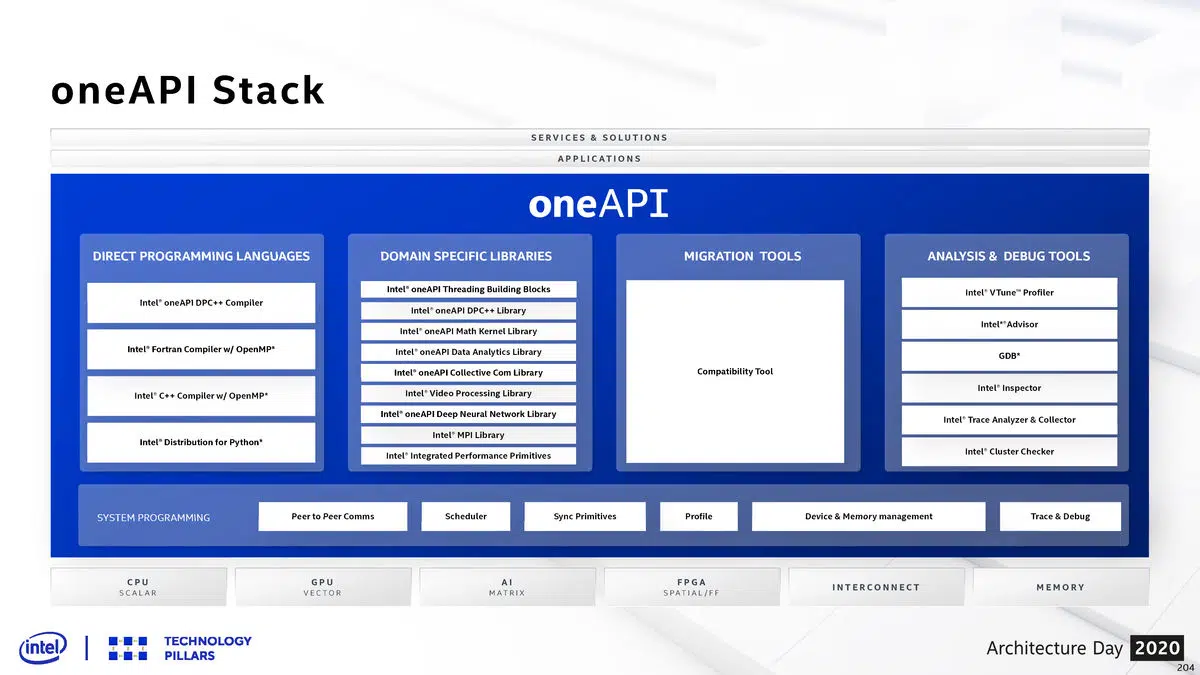 oneAPI Stack
SERVICES & SOLUTIONS
APPLICATIONS
oneAPI
DIRECT PROGRAMMING LANGUAGES
Intel® oneAPI DPC++ Compiler
Intel® Fortran Compiler w/ OpenMP*
Intel® C++ Compiler w/ OpenMP*
Intel® Distribution for Python*
DOMAIN SPECIFIC LIBRARIES
Intel® oneAPI Threading Building Blocks
Intel® oneAPI DPC++ Library
Intel® oneAPI Math Kernel Library
Intel® oneAPI Data Analytics Library
Intel® oneAPI Collective Com Library
Intel® Video Processing Library
Intel® oneAPI Deep Neural Network Library
Intel® MPI Library
Intel® Integrated Performance Primitives
MIGRATION TOOLS
Compatibility Tool
ANALYSIS & DEBUG TOOLS
Intel® VTune™ Profiler
Intel®*Advisor
GDB*
Intel® Inspector
Intel® Trace Analyzer & Collector
Intel® Cluster Checker
SYSTEM PROGRAMMING
Peer to Peer Comms
Scheduler
Sync Primitives
Profile
Device & Memory management
Trace & Debug
CPU
SCALAR
GPU
VECTOR
AI
MATRIX
FPGA
SPATIAL/FF
INTERCONNECT
MEMORY
intel
TECHNOLOGY
PILLARS
Architecture Day 2020
204